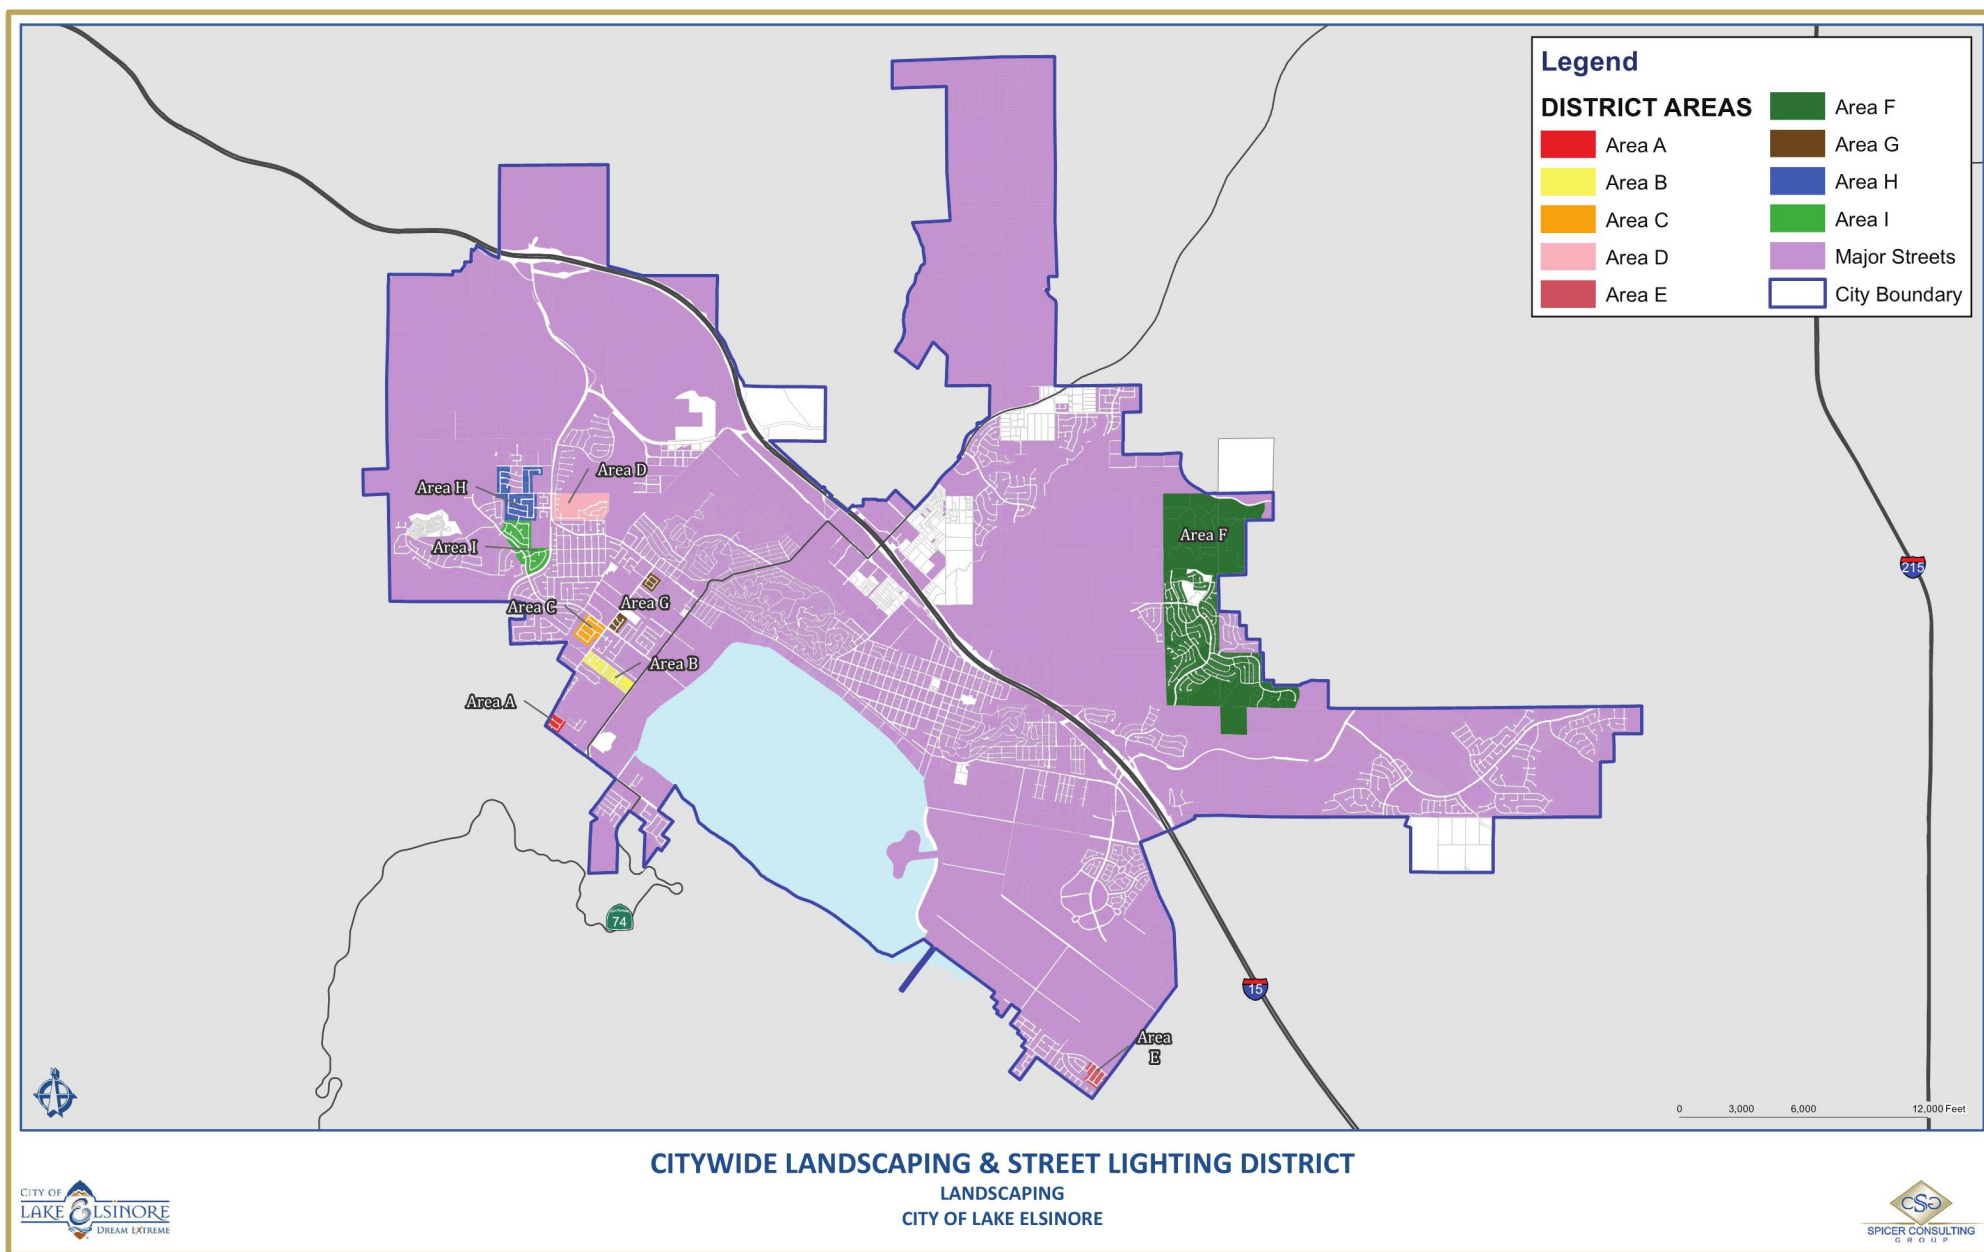 Legend
DISTRICT AREAS
Area A
Area B
Area C
Area D
Area E
Area F
Area G
Area H
Area I
Major Streets
City Boundary
Area D
Area H
Area F
Area I
215
Area C
Area G
Area B
Area A
74
15
Area
E
0 3,000 6,000 12,000 Feet
CITYWIDE LANDSCAPING & STREET LIGHTING DISTRICT
LANDSCAPING
CITY OF LAKE ELSINORE
CITY OF
LAKE ELSINORE
DREAM EXTREME
CSG
SPICER CONSULTING
GROUP